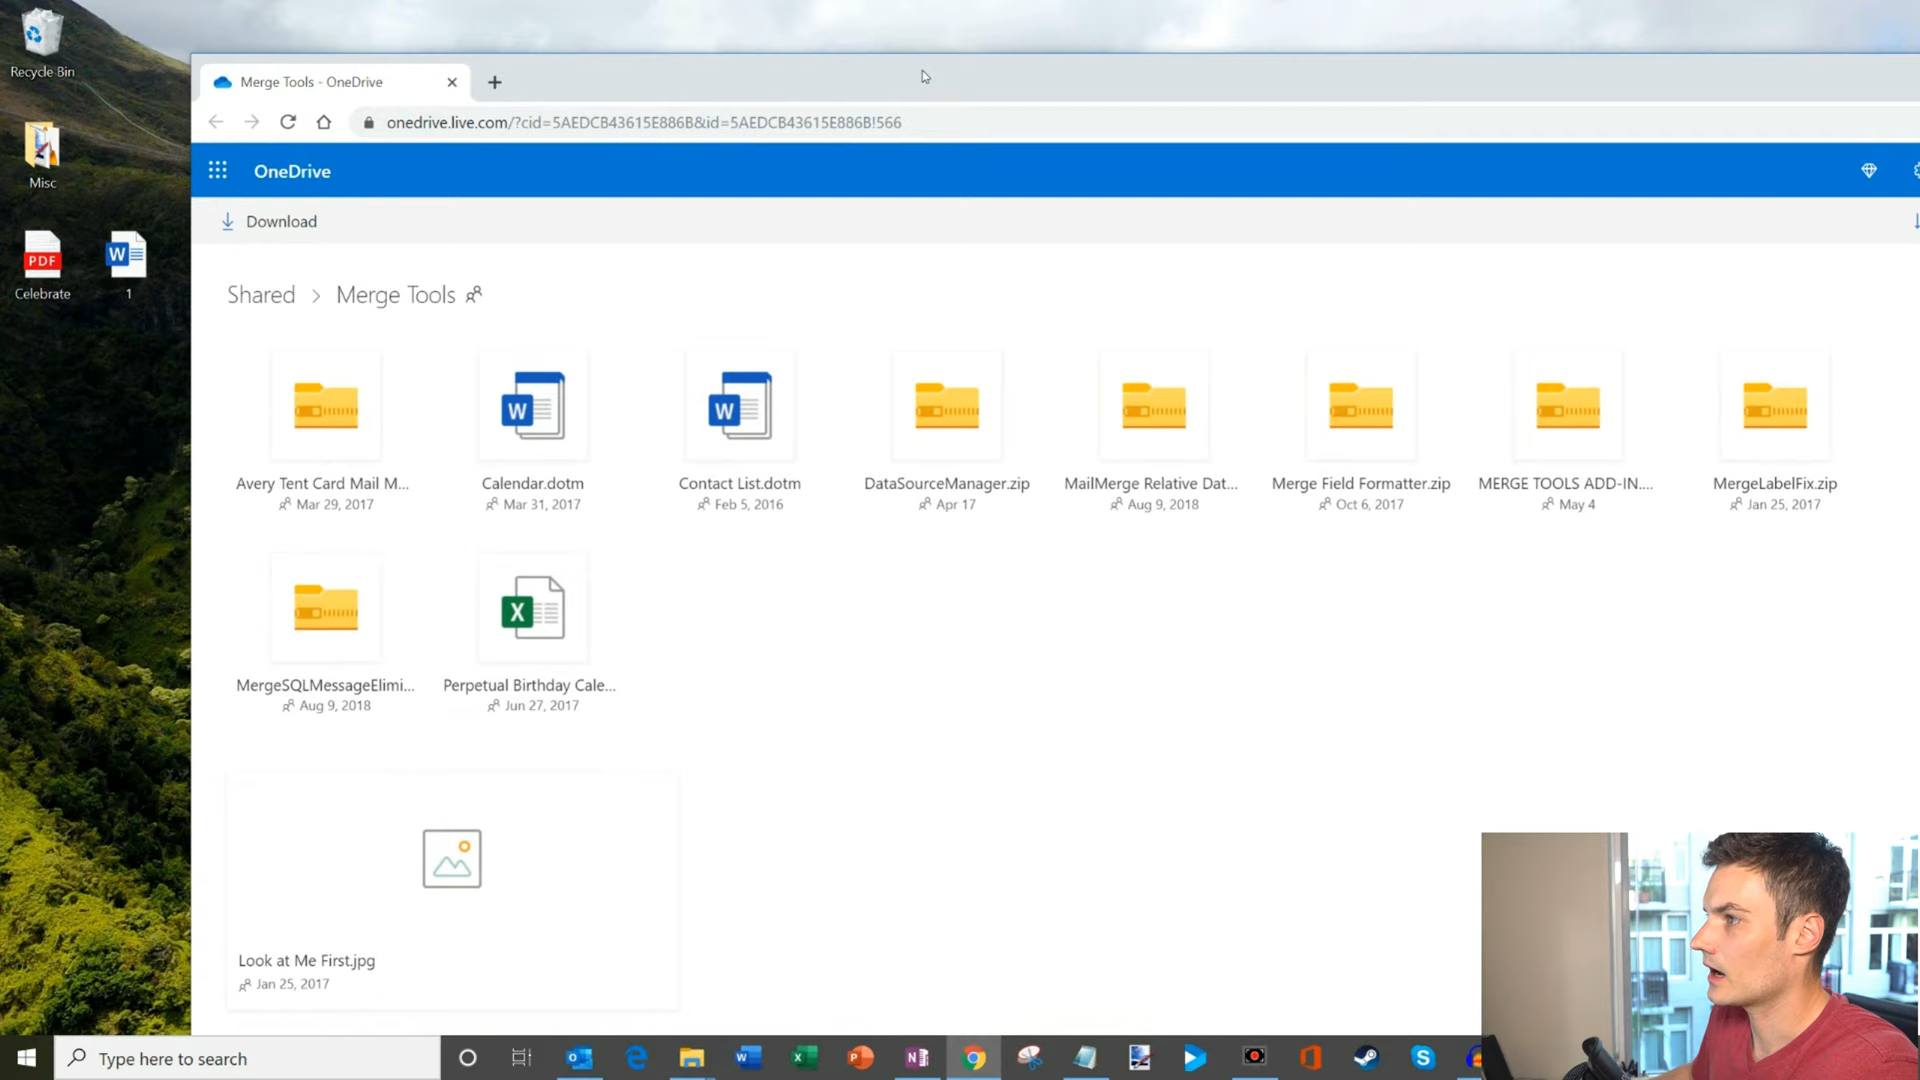 Recycle Bin
Misc
PDF
Celebrate
W
1
Merge Tools - OneDrive
onedrive.live.com/?cid=5AEDCB43615E886B&id=5AEDCB43615E886B!566
OneDrive
Download
Shared > Merge Tools
W
W
Avery Tent Card Mail M...
Calendar.dotm
Contact List.dotm
DataSourceManager.zip
MailMerge Relative Dat...
Merge Field Formatter.zip
MERGE TOOLS ADD-IN....
MergeLabelFix.zip
Mar 29, 2017
Mar 31, 2017
Feb 5, 2016
Apr 17
Aug 9, 2018
Oct 6, 2017
May 4
Jan 25, 2017
X
MergeSQLMessageElimi...
Perpetual Birthday Cale...
Aug 9, 2018
Jun 27, 2017
Look at Me First.jpg
Jan 25, 2017
Type here to search